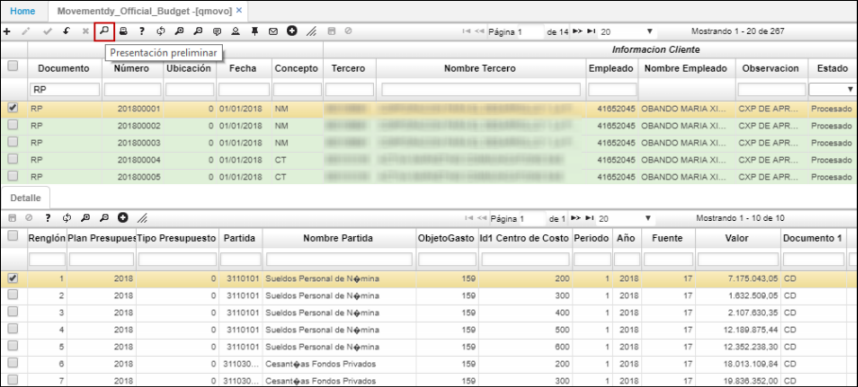 Home Movementdy_Official_Budget -[qmovo] ×
Página 1 de 14 20 Mostrando 1 - 20 de 267
Presentación preliminar
Informacion Cliente
Documento Número Ubicación Fecha Concepto Tercero Nombre Tercero Empleado Nombre Empleado Observacion Estado
RP
RP 201800001 0 01/01/2018 NM 41652045 OBANDO MARIA XI... CXP DE APR... Procesado
RP 201800002 0 01/01/2018 NM 41652045 OBANDO MARIA XI... CXP DE APR... Procesado
RP 201800003 0 01/01/2018 NM 41652045 OBANDO MARIA XI... CXP DE APR... Procesado
RP 201800004 0 01/01/2018 CT 41652045 OBANDO MARIA XI... CXP DE APR... Procesado
RP 201800005 0 01/01/2018 CT 41652045 OBANDO MARIA XI... CXP DE APR... Procesado
Detalle
Página 1 de 1 20 Mostrando 1 - 10 de 10
Renglón Plan Presupues Tipo Presupuesto Partida Nombre Partida ObjetoGasto Id1 Centro de Costo Periodo Año Fuente Valor Documento 1
1 2018 0 3110101 Sueldos Personal de N�mina 159 200 1 2018 17 7.175.043,05 CD
2 2018 0 3110101 Sueldos Personal de N�mina 159 300 1 2018 17 1.632.509,05 CD
3 2018 0 3110101 Sueldos Personal de N�mina 159 400 1 2018 17 2.107.630,35 CD
4 2018 0 3110101 Sueldos Personal de N�mina 159 500 1 2018 17 12.189.875,44 CD
5 2018 0 3110101 Sueldos Personal de N�mina 159 600 1 2018 17 12.352.238,30 CD
6 2018 0 311030... Cesant�as Fondos Privados 159 200 1 2018 17 18.013.109,84 CD
7 2018 0 311030... Cesant�as Fondos Privados 159 300 1 2018 17 19.836.352,00 CD